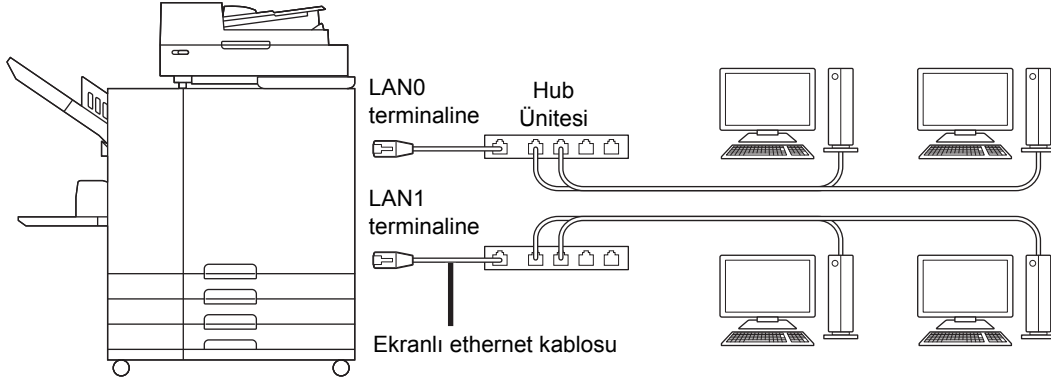 LAN0
terminaline
Hub
Ünitesi
LAN1
terminaline
Ekranlı ethernet kablosu